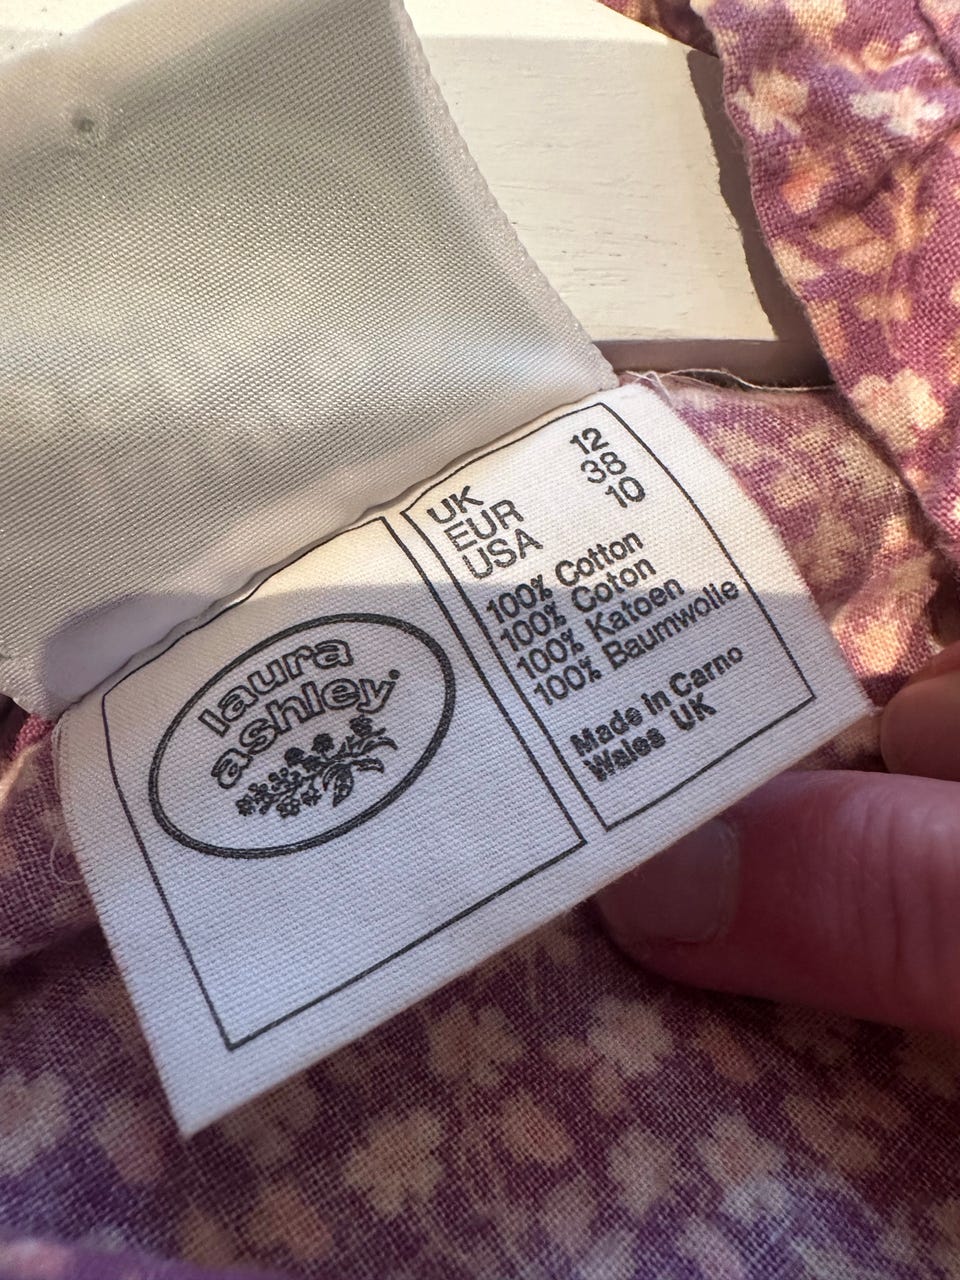 laura
ashley®
UK 12
EUR 38
USA 10
100% Cotton
100% Coton
100% Katoen
100% Baumwolle
Made in Carno
Wales UK